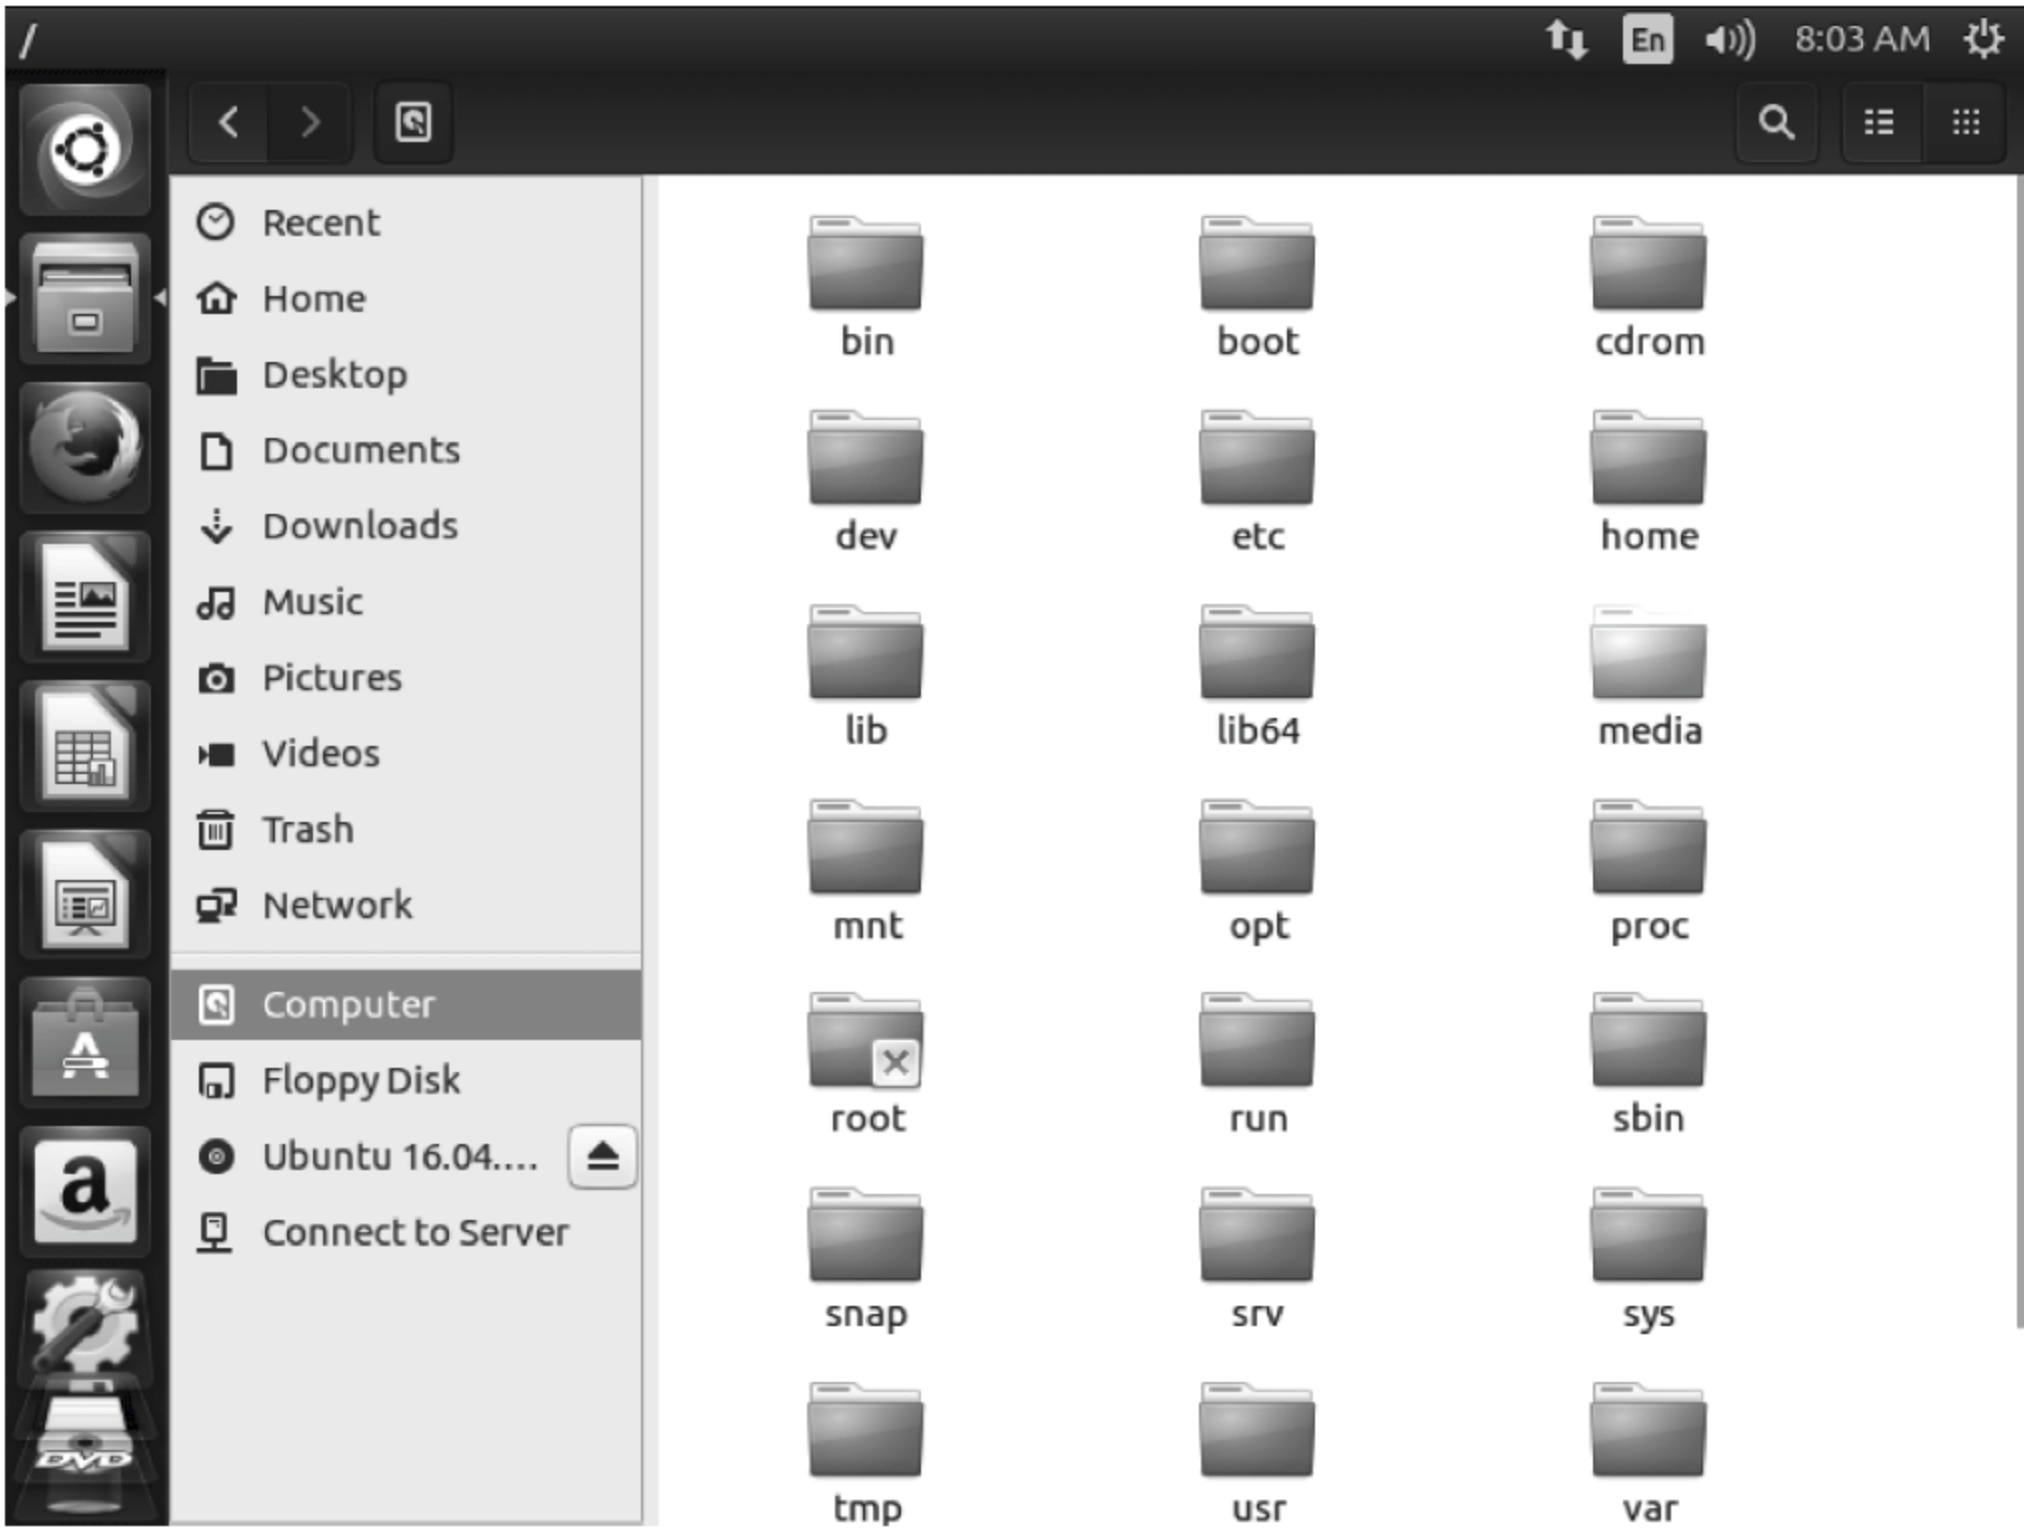 /
En
8:03 AM
Recent
Home
Desktop
Documents
Downloads
Music
Pictures
Videos
Trash
Network
Computer
Floppy Disk
Ubuntu 16.04....
Connect to Server
bin boot cdrom
dev etc home
lib lib64 media
mnt opt proc
root run sbin
snap srv sys
tmp usr var
A
a
DVD